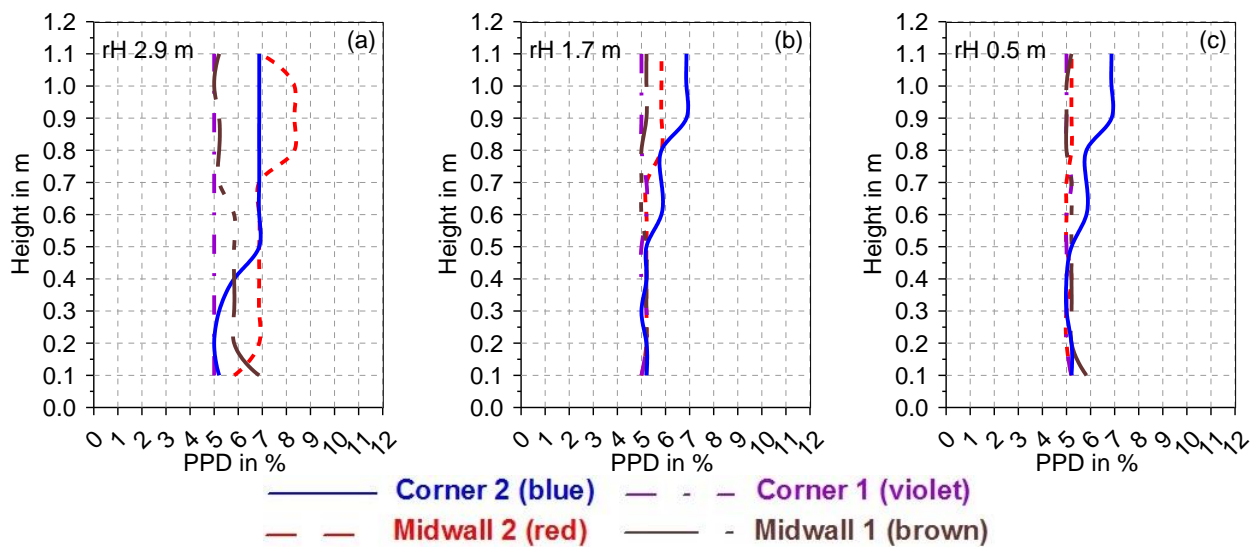 1.2
1.1
1.0
0.9
0.8
0.7
0.6
0.5
0.4
0.3
0.2
0.1
0.0
Height in m
rH 2.9 m
(a)
0 1 2 3 4 5 6 7 8 9 10 11 12
PPD in %
1.2
1.1
1.0
0.9
0.8
0.7
0.6
0.5
0.4
0.3
0.2
0.1
0.0
Height in m
rH 1.7 m
(b)
0 1 2 3 4 5 6 7 8 9 10 11 12
PPD in %
1.2
1.1
1.0
0.9
0.8
0.7
0.6
0.5
0.4
0.3
0.2
0.1
0.0
Height in m
rH 0.5 m
(c)
0 1 2 3 4 5 6 7 8 9 10 11 12
PPD in %
Corner 2 (blue)
Corner 1 (violet)
Midwall 2 (red)
Midwall 1 (brown)